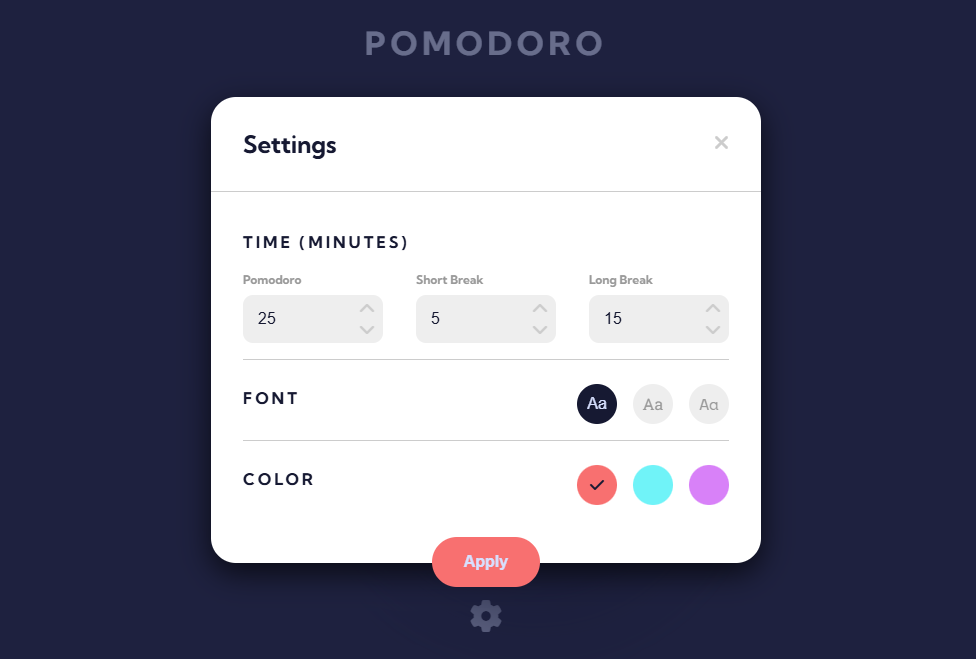 POMODORO
Settings
TIME (MINUTES)
Pomodoro Short Break Long Break
25 5 15
FONT Aa Aa Aa
COLOR
Apply